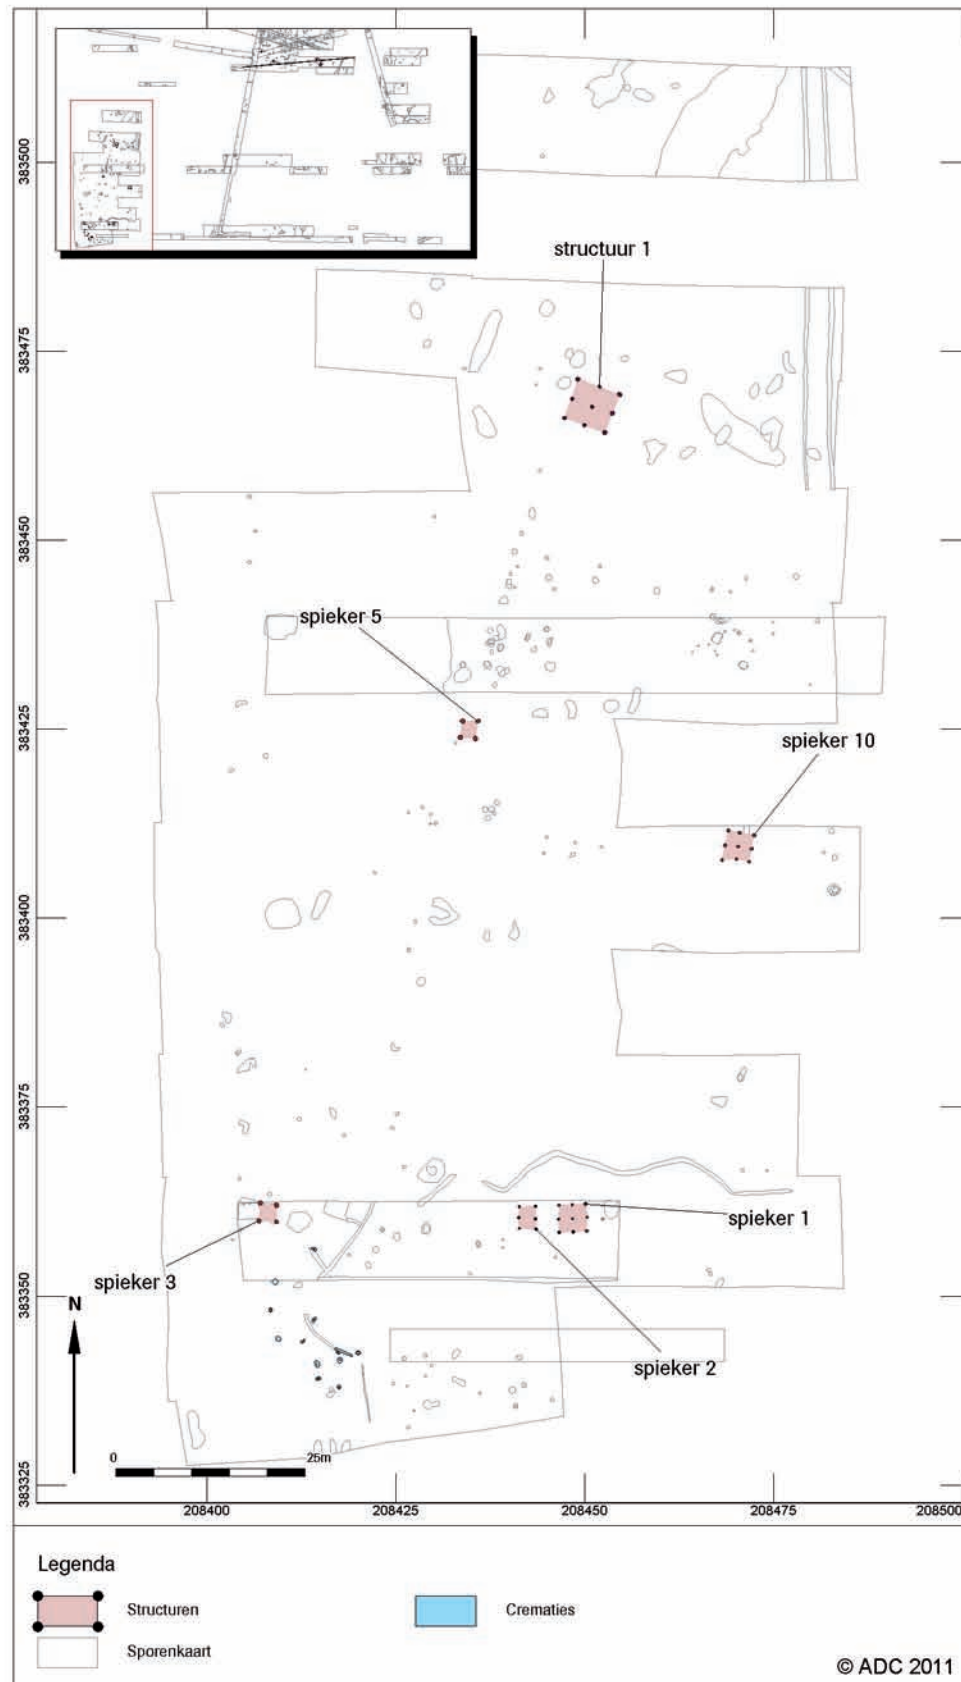 383500
structuur 1
383475
383450
spieker 5
383425
spieker 10
383400
383375
spieker 1
spieker 3
383350
N
spieker 2
0 25m
383325
208400 208425 208450 208475 208500
Legenda
Structuren
Crematies
Sporenkaart
© ADC 2011